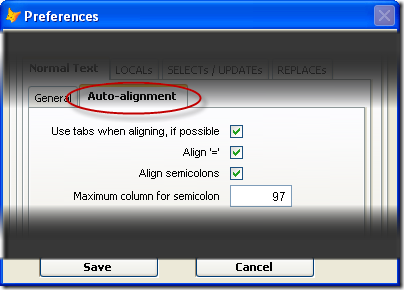 Preferences
Normal Text LOCALs SELECTs / UPDATEs REPLACEs
General Auto-alignment
Use tabs when aligning, if possible
Align '='
Align semicolons
Maximum column for semicolon 97
Save Cancel